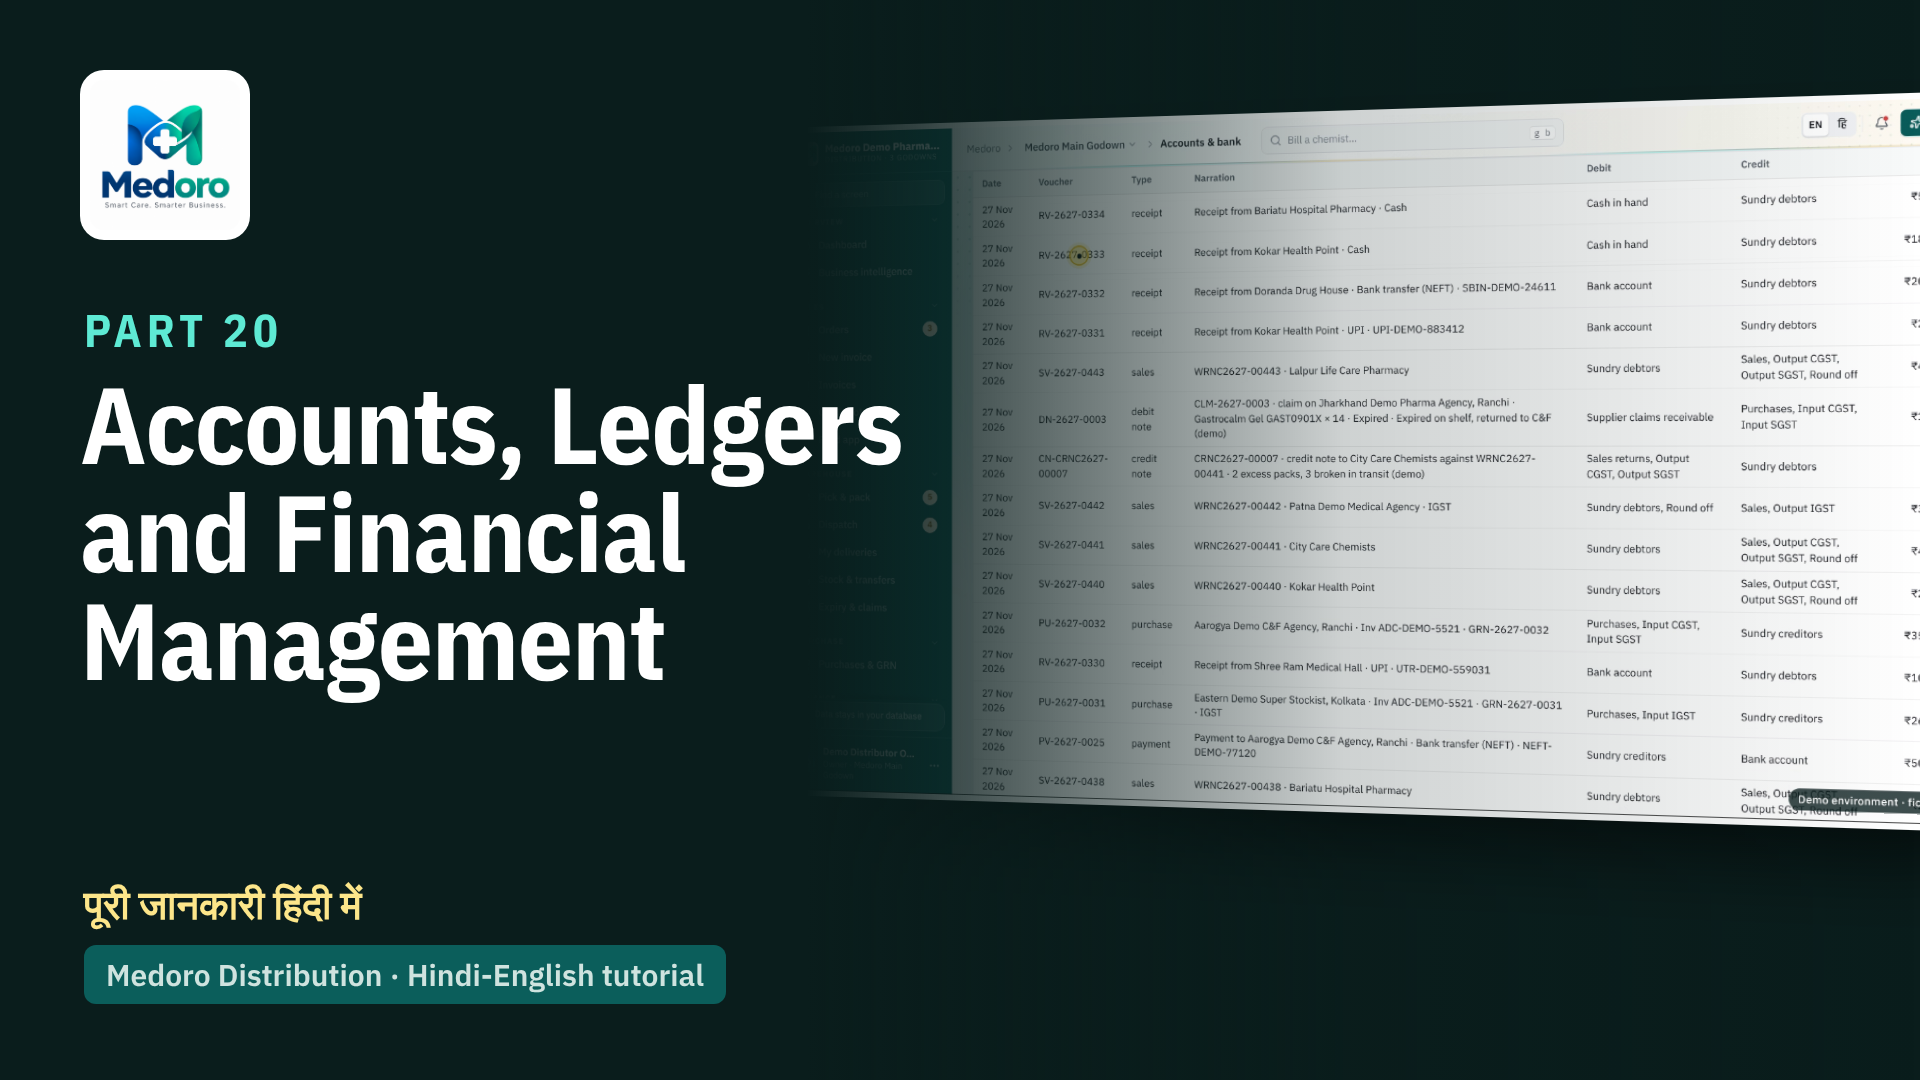 Medoro
Smart Care. Smarter Business.
PART 20
Accounts, Ledgers
and Financial
Management
पूरी जानकारी हिंदी में
Medoro Distribution · Hindi-English tutorial
Medoro Demo Pharma...
Medoro › Medoro Main Godown › Accounts & bank
Bill a chemist... g b
EN हि
Date Voucher Type Narration Debit Credit
27 Nov 2026 RV-2627-0334 receipt Receipt from Bariatu Hospital Pharmacy · Cash Cash in hand Sundry debtors
27 Nov 2026 RV-2627-0333 receipt Receipt from Kokar Health Point · Cash Cash in hand Sundry debtors
27 Nov 2026 RV-2627-0332 receipt Receipt from Doranda Drug House · Bank transfer (NEFT) · SBIN-DEMO-24611 Bank account Sundry debtors
27 Nov 2026 RV-2627-0331 receipt Receipt from Kokar Health Point · UPI · UPI-DEMO-883412 Bank account Sundry debtors
27 Nov 2026 SV-2627-0443 sales WRNC2627-00443 · Lalpur Life Care Pharmacy Sundry debtors Sales, Output CGST, Output SGST, Round off
27 Nov 2026 DN-2627-0003 debit note CLM-2627-0003 · claim on Jharkhand Demo Pharma Agency, Ranchi · Gastrocalm Gel GAST0901X × 14 · Expired · Expired on shelf, returned to C&F (demo) Supplier claims receivable Purchases, Input CGST, Input SGST
27 Nov 2026 CN-CRNC2627-00007 credit note CRNC2627-00007 · credit note to City Care Chemists against WRNC2627-00441 · 2 excess packs, 3 broken in transit (demo) Sales returns, Output CGST, Output SGST Sundry debtors
27 Nov 2026 SV-2627-0442 sales WRNC2627-00442 · Patna Demo Medical Agency · IGST Sundry debtors, Round off Sales, Output IGST
27 Nov 2026 SV-2627-0441 sales WRNC2627-00441 · City Care Chemists Sundry debtors Sales, Output CGST, Output SGST, Round off
27 Nov 2026 SV-2627-0440 sales WRNC2627-00440 · Kokar Health Point Sundry debtors Sales, Output CGST, Output SGST, Round off
27 Nov 2026 PU-2627-0032 purchase Aarogya Demo C&F Agency, Ranchi · Inv ADC-DEMO-5521 · GRN-2627-0032 Purchases, Input CGST, Input SGST Sundry creditors
27 Nov 2026 RV-2627-0330 receipt Receipt from Shree Ram Medical Hall · UPI · UTR-DEMO-559031 Bank account Sundry debtors
27 Nov 2026 PU-2627-0031 purchase Eastern Demo Super Stockist, Kolkata · Inv ADC-DEMO-5521 · GRN-2627-0031 · IGST Purchases, Input IGST Sundry creditors
27 Nov 2026 PV-2627-0025 payment Payment to Aarogya Demo C&F Agency, Ranchi · Bank transfer (NEFT) · NEFT-DEMO-77120 Sundry creditors Bank account
27 Nov 2026 SV-2627-0438 sales WRNC2627-00438 · Bariatu Hospital Pharmacy Sundry debtors Sales, Output CGST, Output SGST, Round off
Demo environment